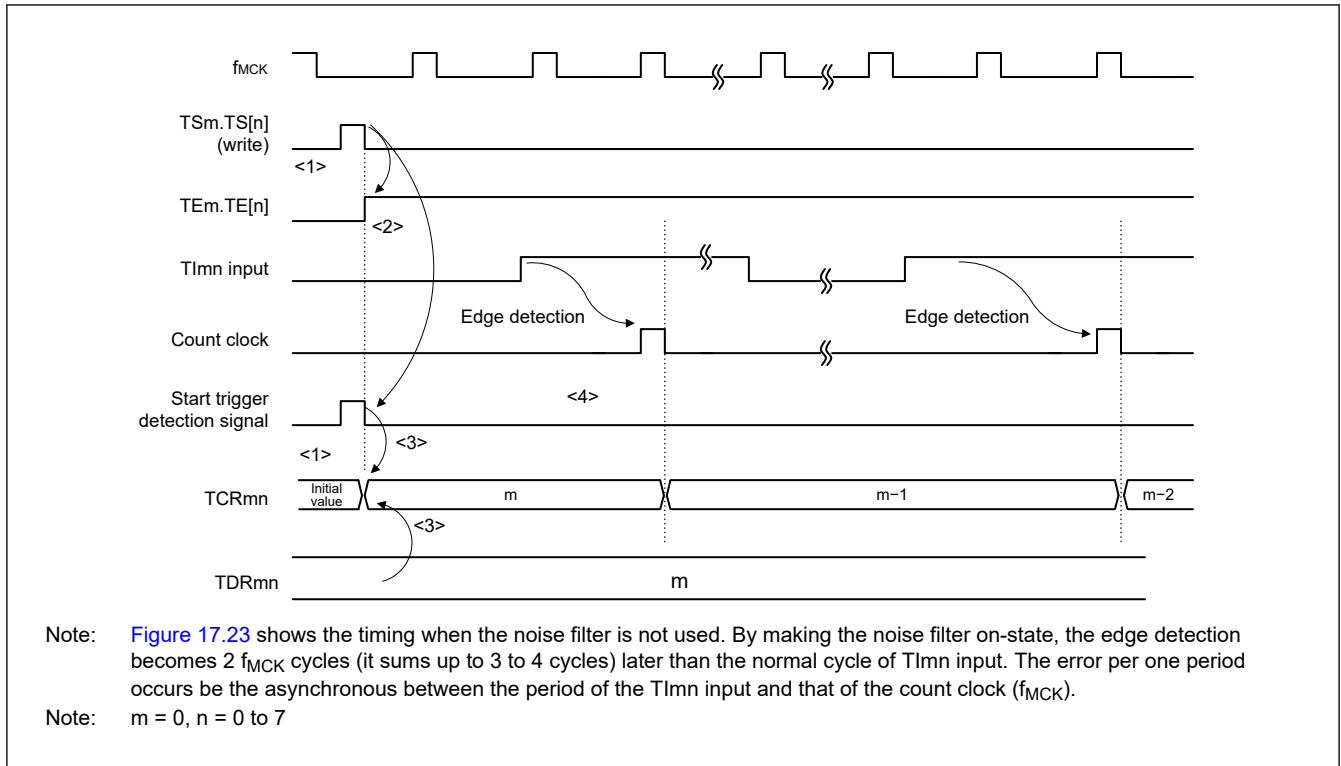 fMCK
TSm.TS[n]
(write)
<1>
TEm.TE[n]
<2>
TImn input
Edge detection
Edge detection
Count clock
Start trigger
detection signal
<4>
<3>
<1>
TCRmn
Initial
value
m
m−1
m−2
<3>
TDRmn
m
Note: Figure 17.23 shows the timing when the noise filter is not used. By making the noise filter on-state, the edge detection
becomes 2 fMCK cycles (it sums up to 3 to 4 cycles) later than the normal cycle of TImn input. The error per one period
occurs be the asynchronous between the period of the TImn input and that of the count clock (fMCK).
Note: m = 0, n = 0 to 7